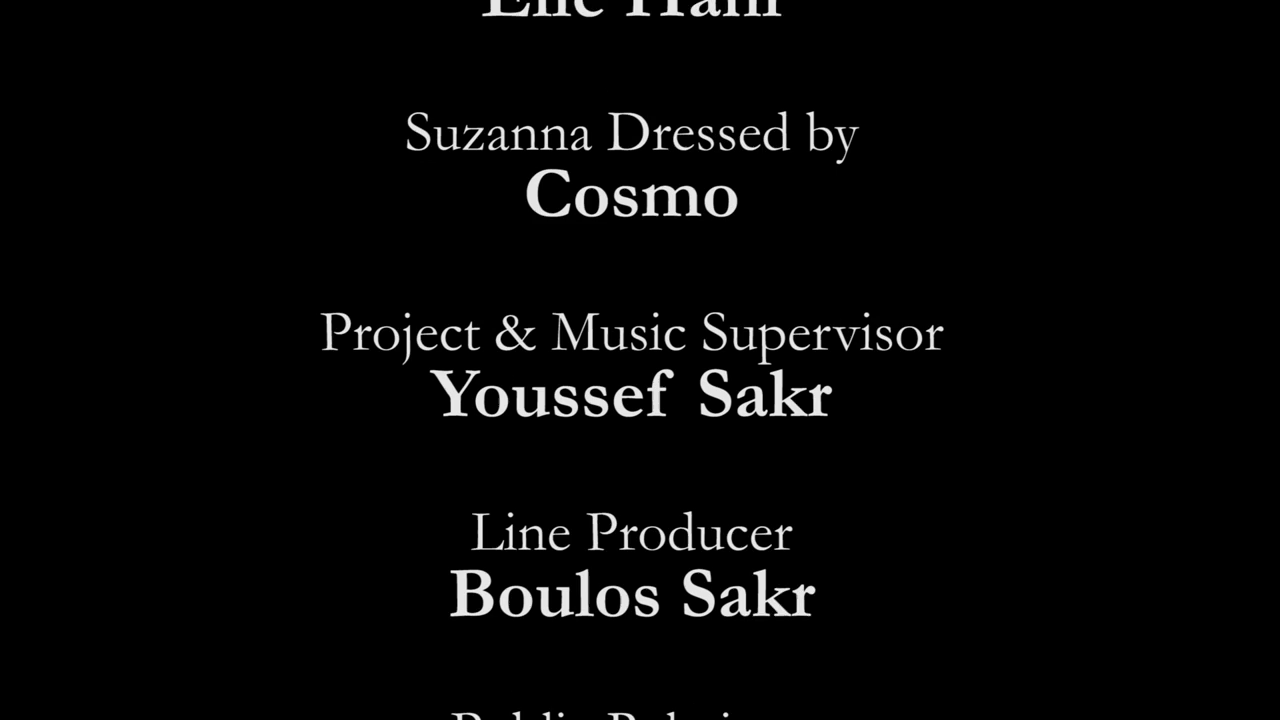 Suzanna Dressed by
Cosmo
Project & Music Supervisor
Youssef Sakr
Line Producer
Boulos Sakr